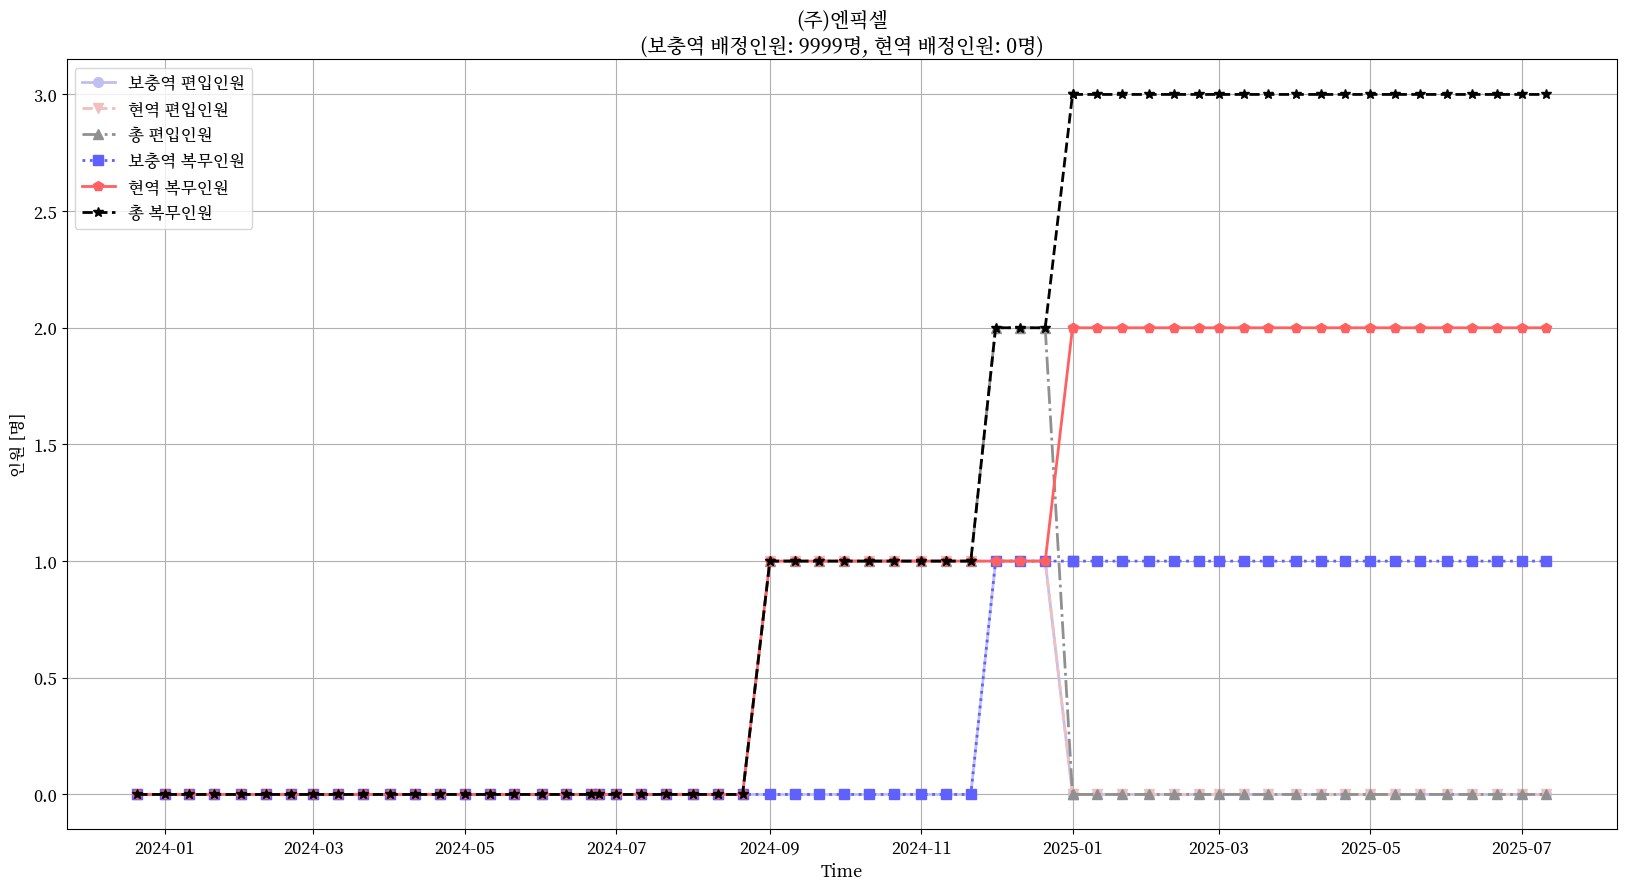 (주)엔픽셀
(보충역 배정인원: 9999명, 현역 배정인원: 0명)
보충역 편입인원
현역 편입인원
총 편입인원
보충역 복무인원
현역 복무인원
총 복무인원
3.0
2.5
2.0
1.5
1.0
0.5
0.0
인원 [명]
2024-01
2024-03
2024-05
2024-07
2024-09
2024-11
2025-01
2025-03
2025-05
2025-07
Time